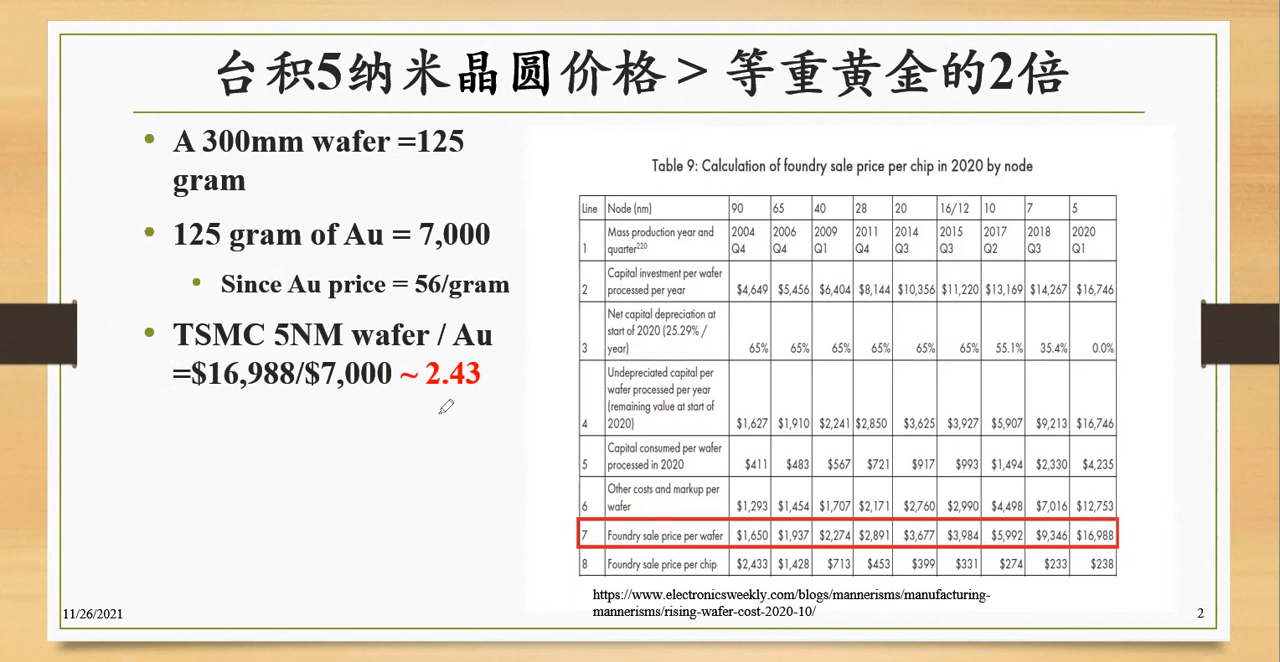 台积5纳米晶圆价格 > 等重黄金的2倍
• A 300mm wafer =125
gram
• 125 gram of Au = 7,000
• Since Au price = 56/gram
• TSMC 5NM wafer / Au
=$16,988/$7,000 ~ 2.43
Table 9: Calculation of foundry sale price per chip in 2020 by node
Line Node (nm) 90 65 40 28 20 16/12 10 7 5
Mass production year and 2004 2006 2009 2011 2014 2015 2017 2018 2020
1 quarter220 Q4 Q4 Q1 Q4 Q3 Q3 Q2 Q3 Q1
Capital investment per wafer
2 processed per year $4,649 $5,456 $6,404 $8,144 $10,356 $11,220 $13,169 $14,267 $16,746
Net capital depreciation at
start of 2020 (25.29% /
3 year) 65% 65% 65% 65% 65% 65% 55.1% 35.4% 0.0%
Undepreciated capital per
wafer processed per year
(remaining value at start of
4 2020) $1,627 $1,910 $2,241 $2,850 $3,625 $3,927 $5,907 $9,213 $16,746
Capital consumed per wafer
5 processed in 2020 $411 $483 $567 $721 $917 $993 $1,494 $2,330 $4,235
Other costs and markup per
6 wafer $1,293 $1,454 $1,707 $2,171 $2,760 $2,990 $4,498 $7,016 $12,753
7 Foundry sale price per wafer $1,650 $1,937 $2,274 $2,891 $3,677 $3,984 $5,992 $9,346 $16,988
8 Foundry sale price per chip $2,433 $1,428 $713 $453 $399 $331 $274 $233 $238
https://www.electronicsweekly.com/blogs/mannerisms/manufacturing-
mannerisms/rising-wafer-cost-2020-10/
11/26/2021
2